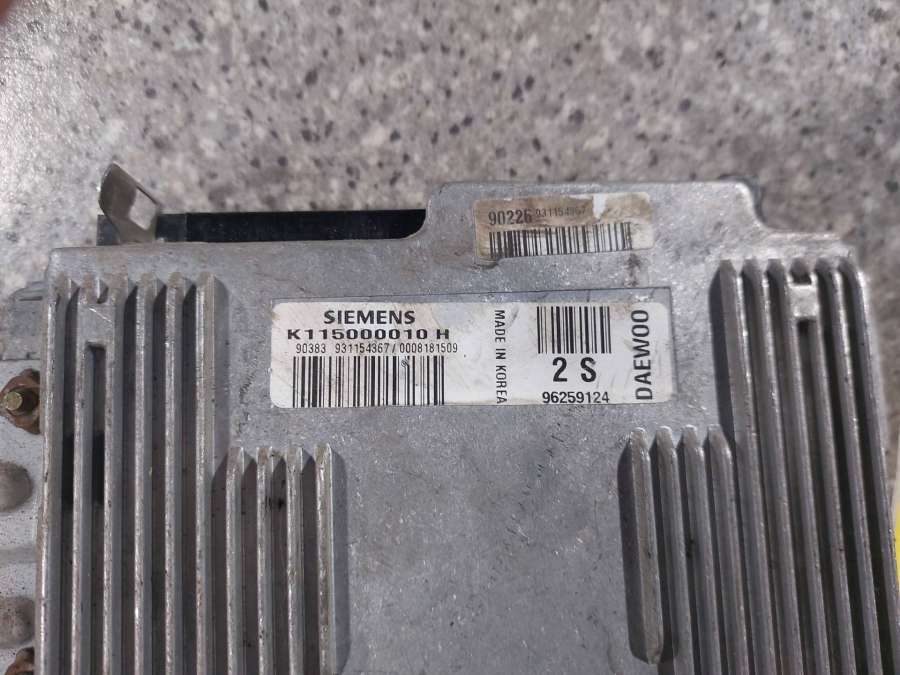 90226 931154367
SIEMENS
K115000010 H
90383 931154367/0008181509
MADE IN KOREA
2 S
96259124
DAEWOO